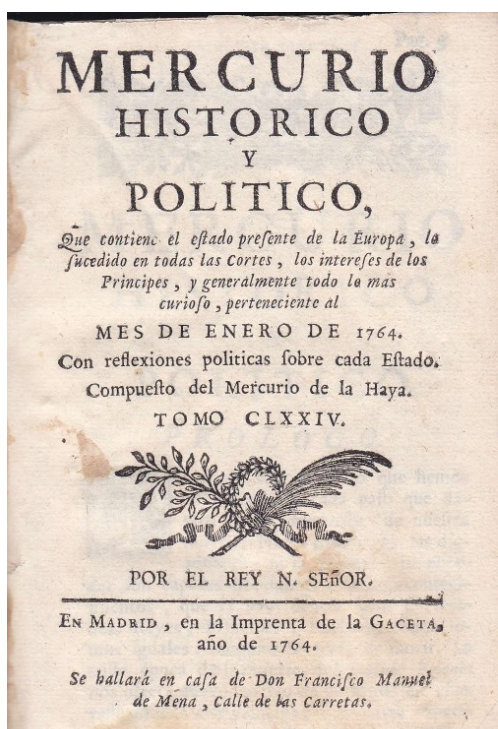 MERCURIO
HISTORICO
Y
POLITICO,
Que contiene el eſtado preſente de la Europa, lo
ſucedido en todas las Cortes, los intereſes de los
Principes, y generalmente todo lo mas
curioſo, perteneciente al
MES DE ENERO DE 1764.
Con reflexiones politicas ſobre cada Eſtado.
Compueſto del Mercurio de la Haya.
TOMO CLXXIV.
POR EL REY N. SEñOR.
EN MADRID, en la Imprenta de la GACETA,
año de 1764.
Se hallará en caſa de Don Franciſco Manuel
de Mena, Calle de las Carretas.